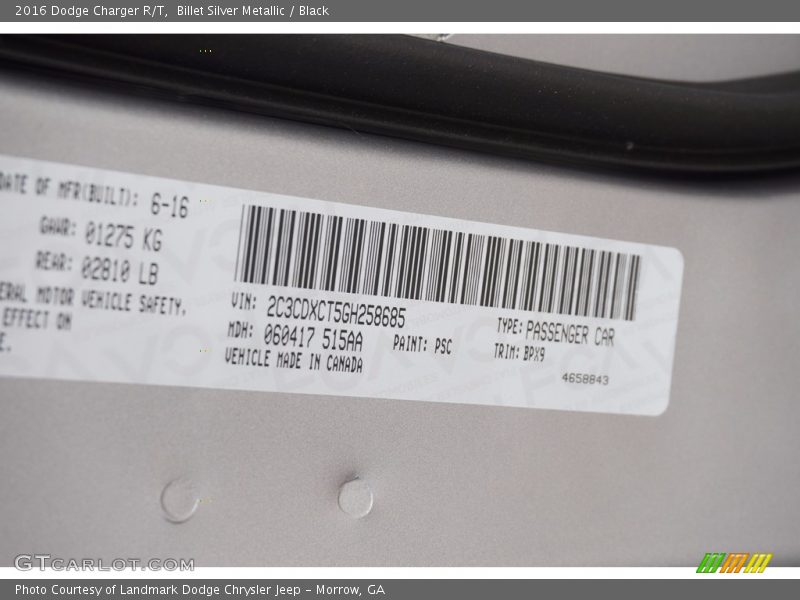 2016 Dodge Charger R/T, Billet Silver Metallic / Black
DATE OF MFR(BUILT): 6-16
GAWR: 01275 KG
REAR: 02810 LB
ERAL MOTOR VEHICLE SAFETY,
EFFECT ON
E.
VIN: 2C3CDXCT5GH258685
MDH: 060417 515AA
PAINT: PSC
VEHICLE MADE IN CANADA
TYPE: PASSENGER CAR
TRIM: BPX9
4658843
GTCARLOT.COM
Photo Courtesy of Landmark Dodge Chrysler Jeep – Morrow, GA